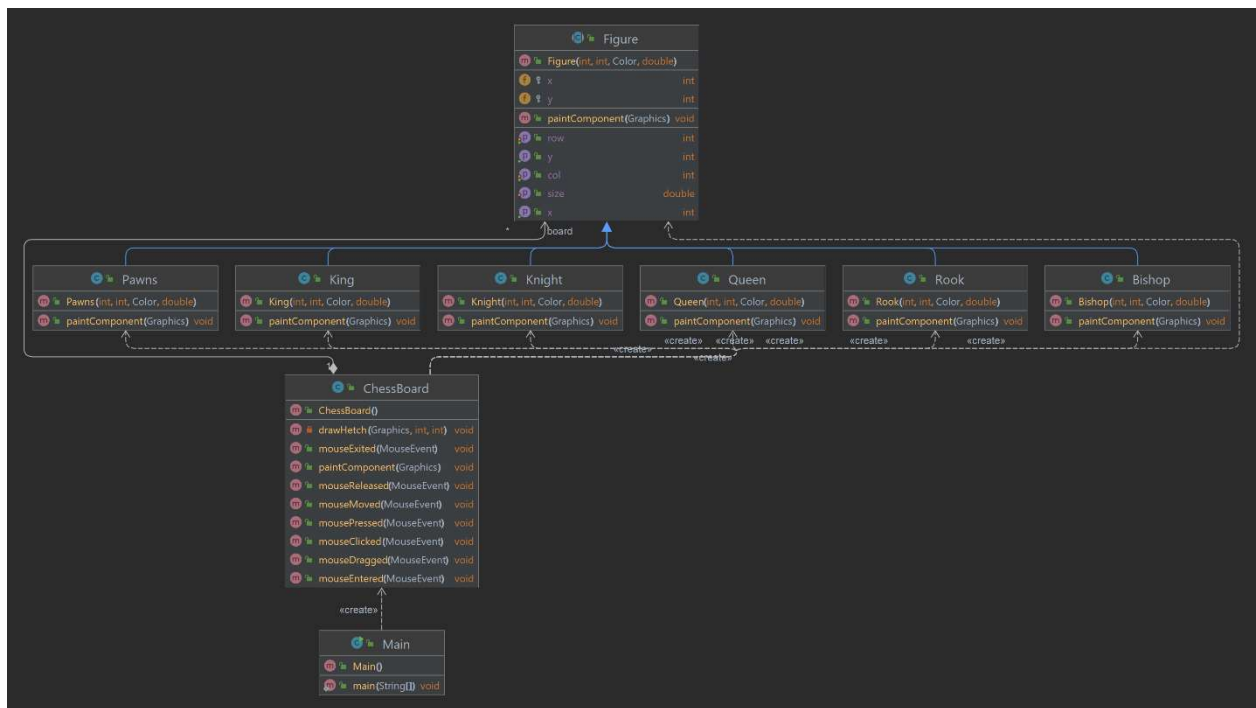 Figure
Figure(int, int, Color, double)
x int
y int
paintComponent(Graphics) void
row int
y int
col int
size double
x int
* board
Pawns
Pawns(int, int, Color, double)
paintComponent(Graphics) void
King
King(int, int, Color, double)
paintComponent(Graphics) void
Knight
Knight(int, int, Color, double)
paintComponent(Graphics) void
Queen
Queen(int, int, Color, double)
paintComponent(Graphics) void
Rook
Rook(int, int, Color, double)
paintComponent(Graphics) void
Bishop
Bishop(int, int, Color, double)
paintComponent(Graphics) void
«create» «create» «create» «create» «create»
«create»
«create»
ChessBoard
ChessBoard()
drawHetch(Graphics, int, int) void
mouseExited(MouseEvent) void
paintComponent(Graphics) void
mouseReleased(MouseEvent) void
mouseMoved(MouseEvent) void
mousePressed(MouseEvent) void
mouseClicked(MouseEvent) void
mouseDragged(MouseEvent) void
mouseEntered(MouseEvent) void
«create»
Main
Main()
main(String[]) void